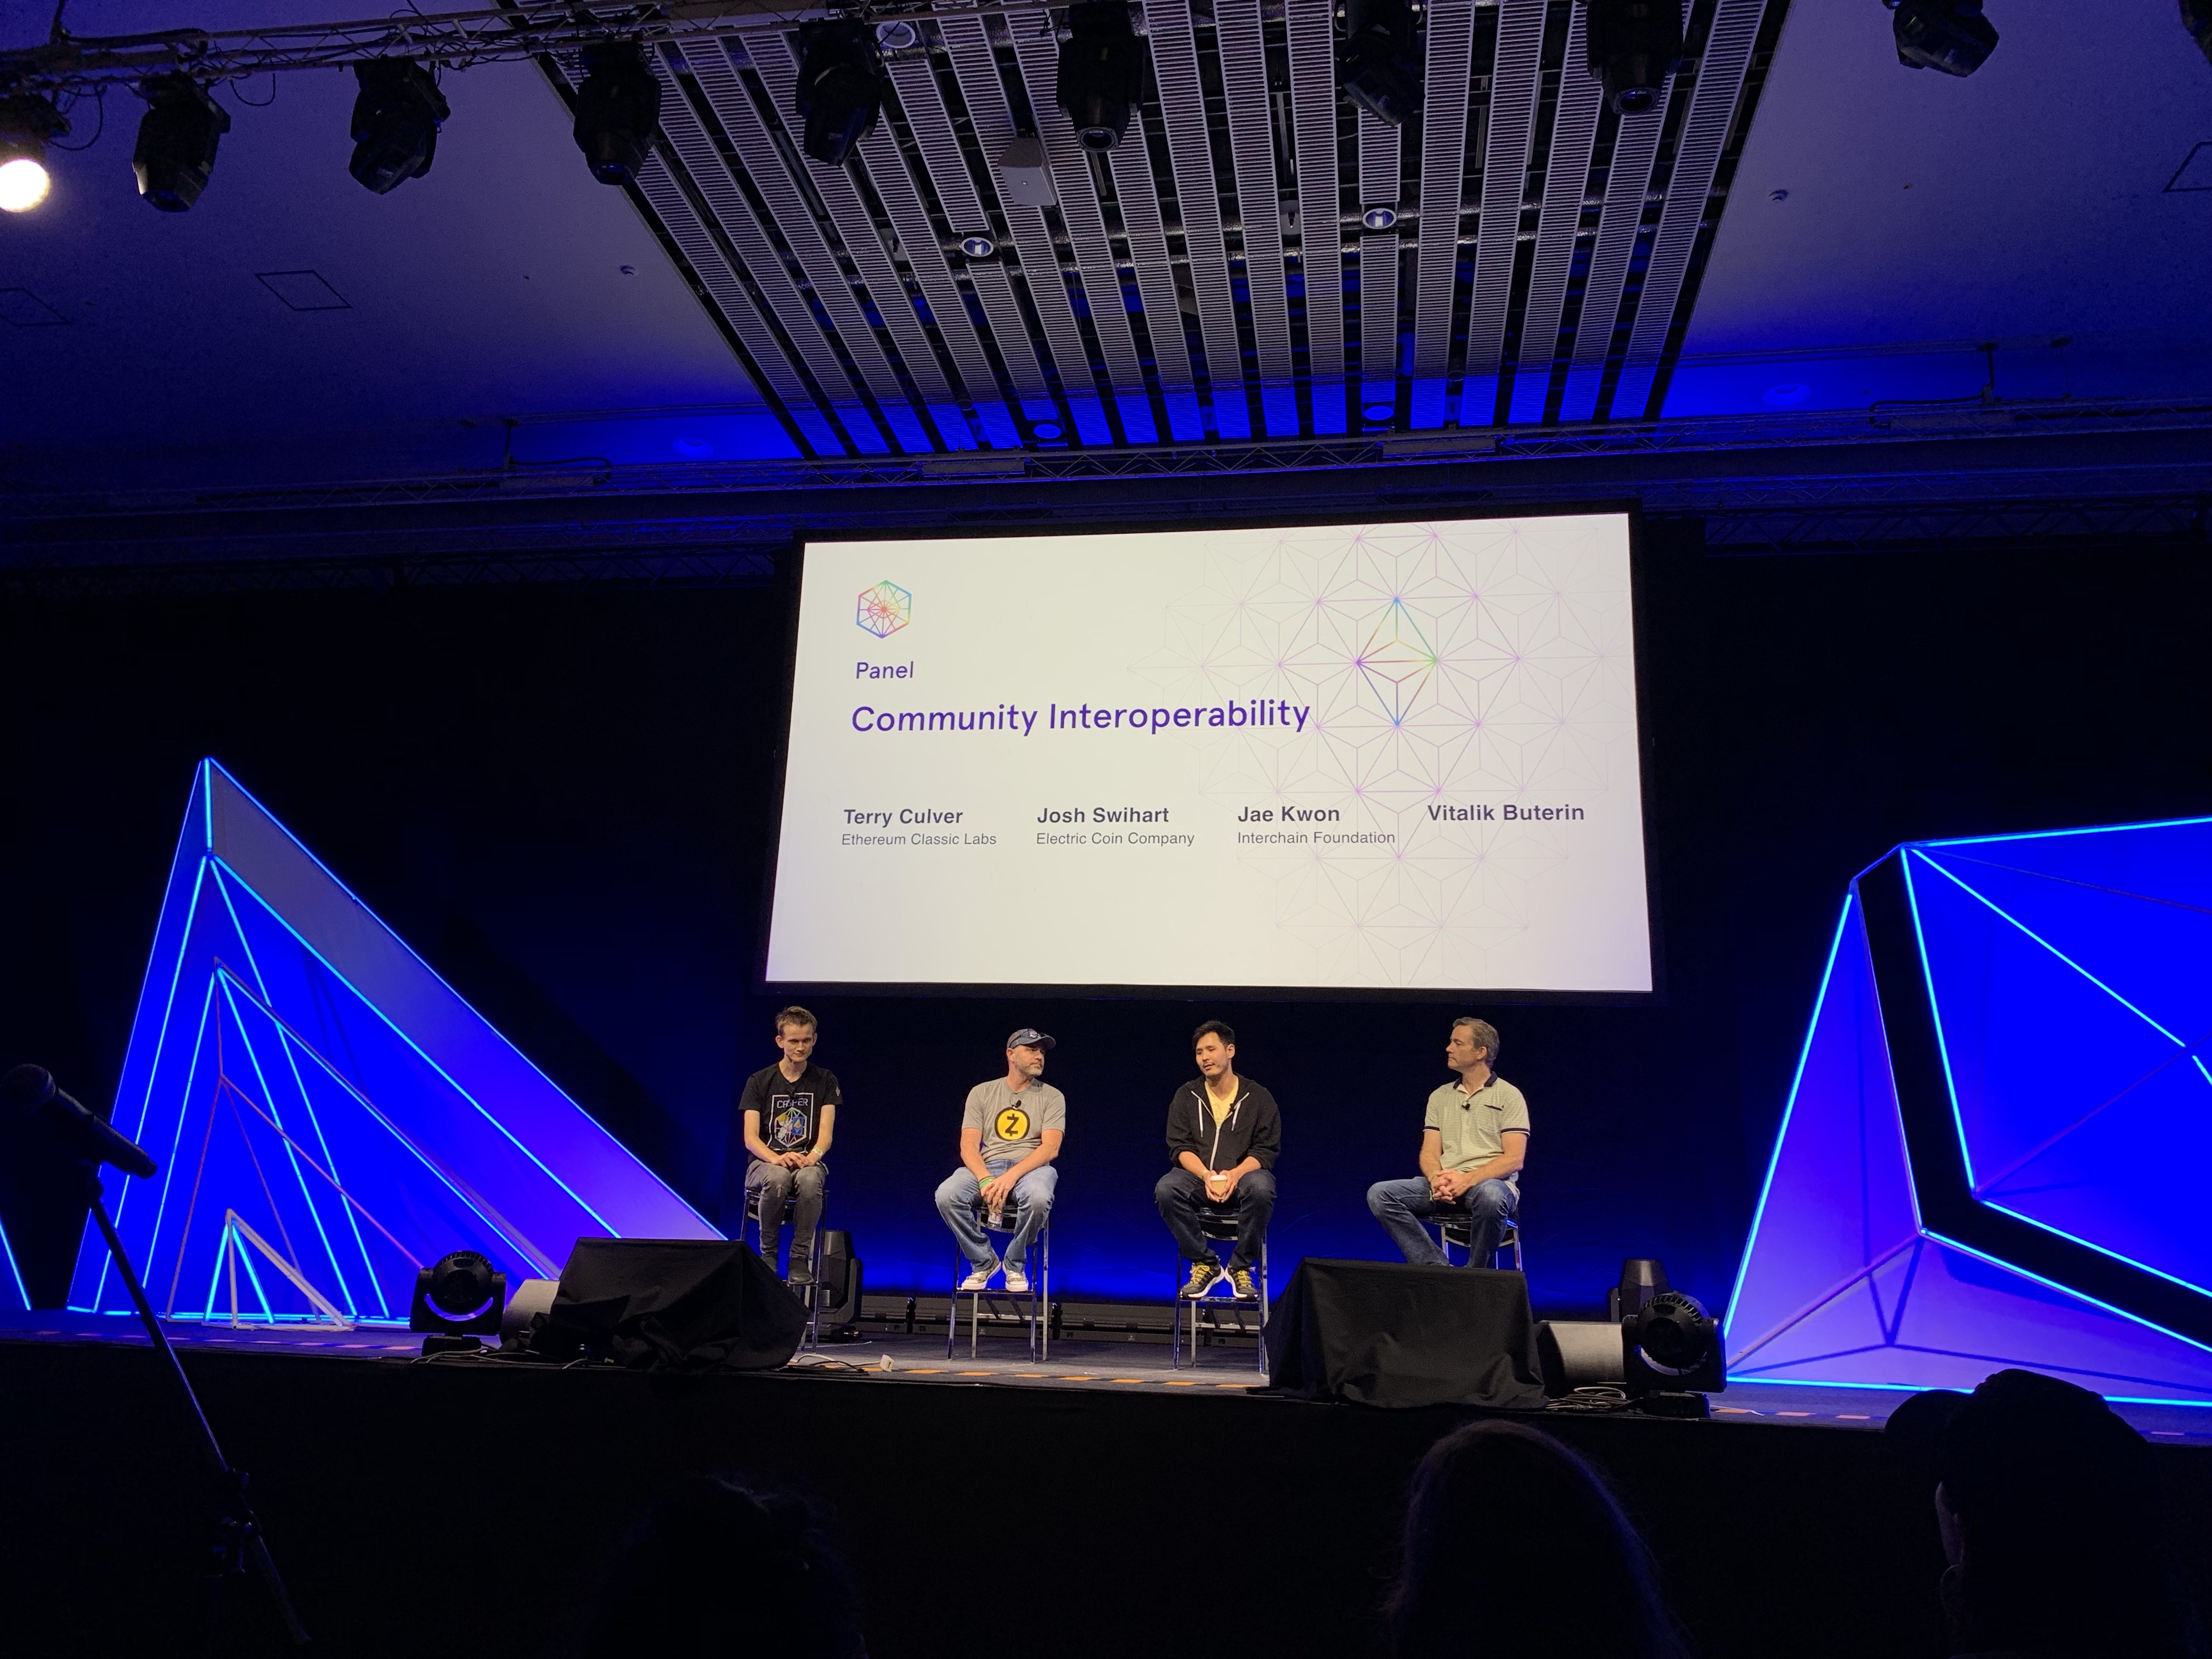 Panel
Community Interoperability
Terry Culver
Ethereum Classic Labs
Josh Swihart
Electric Coin Company
Jae Kwon
Interchain Foundation
Vitalik Buterin
CASPER